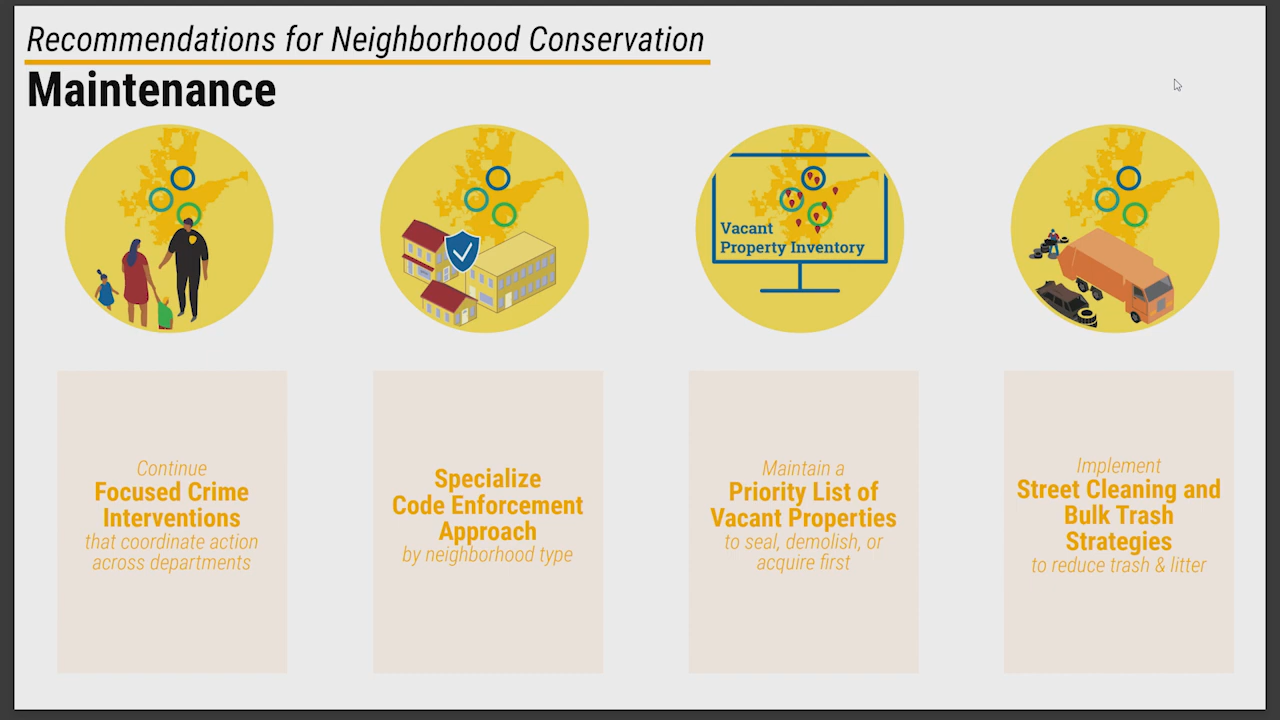 Recommendations for Neighborhood Conservation
Maintenance
Vacant
Property Inventory
Continue
Focused Crime
Interventions
that coordinate action
across departments
Specialize
Code Enforcement
Approach
by neighborhood type
Maintain a
Priority List of
Vacant Properties
to seal, demolish, or
acquire first
Implement
Street Cleaning and
Bulk Trash
Strategies
to reduce trash & litter